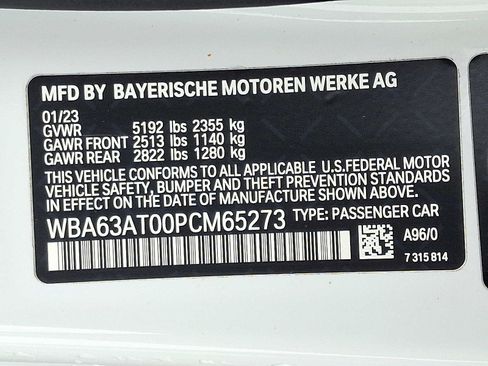 MFD BY BAYERISCHE MOTOREN WERKE AG
01/23
GVWR 5192 lbs 2355 kg
GAWR FRONT 2513 lbs 1140 kg
GAWR REAR 2822 lbs 1280 kg
THIS VEHICLE CONFORMS TO ALL APPLICABLE U.S.FEDERAL MOTOR
VEHICLE SAFETY, BUMPER AND THEFT PREVENTION STANDARDS
IN EFFECT ON THE DATE OF MANUFACTURE SHOWN ABOVE.
WBA63AT00PCM65273 TYPE: PASSENGER CAR
A96/0
7 315 814